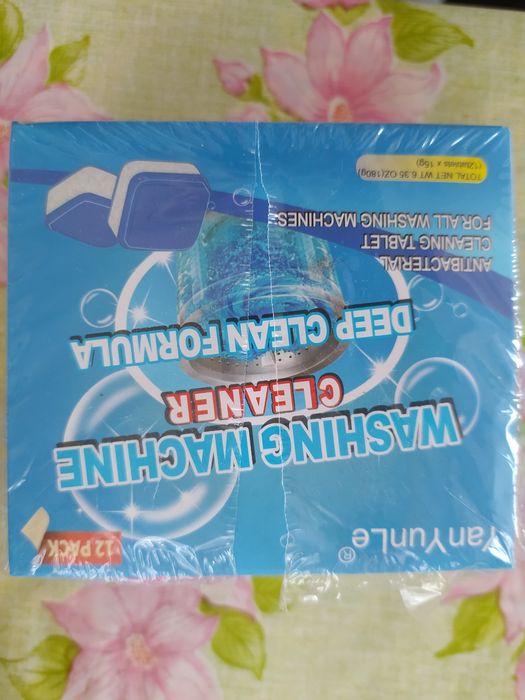 YanYunLe®
12 PACK
WASHING MACHINE
CLEANER
DEEP CLEAN FORMULA
ANTIBACTERIAL
CLEANING TABLET
FOR ALL WASHING MACHINES
TOTAL NET WT 6.35 OZ(180g)
(12tablets x 15g)